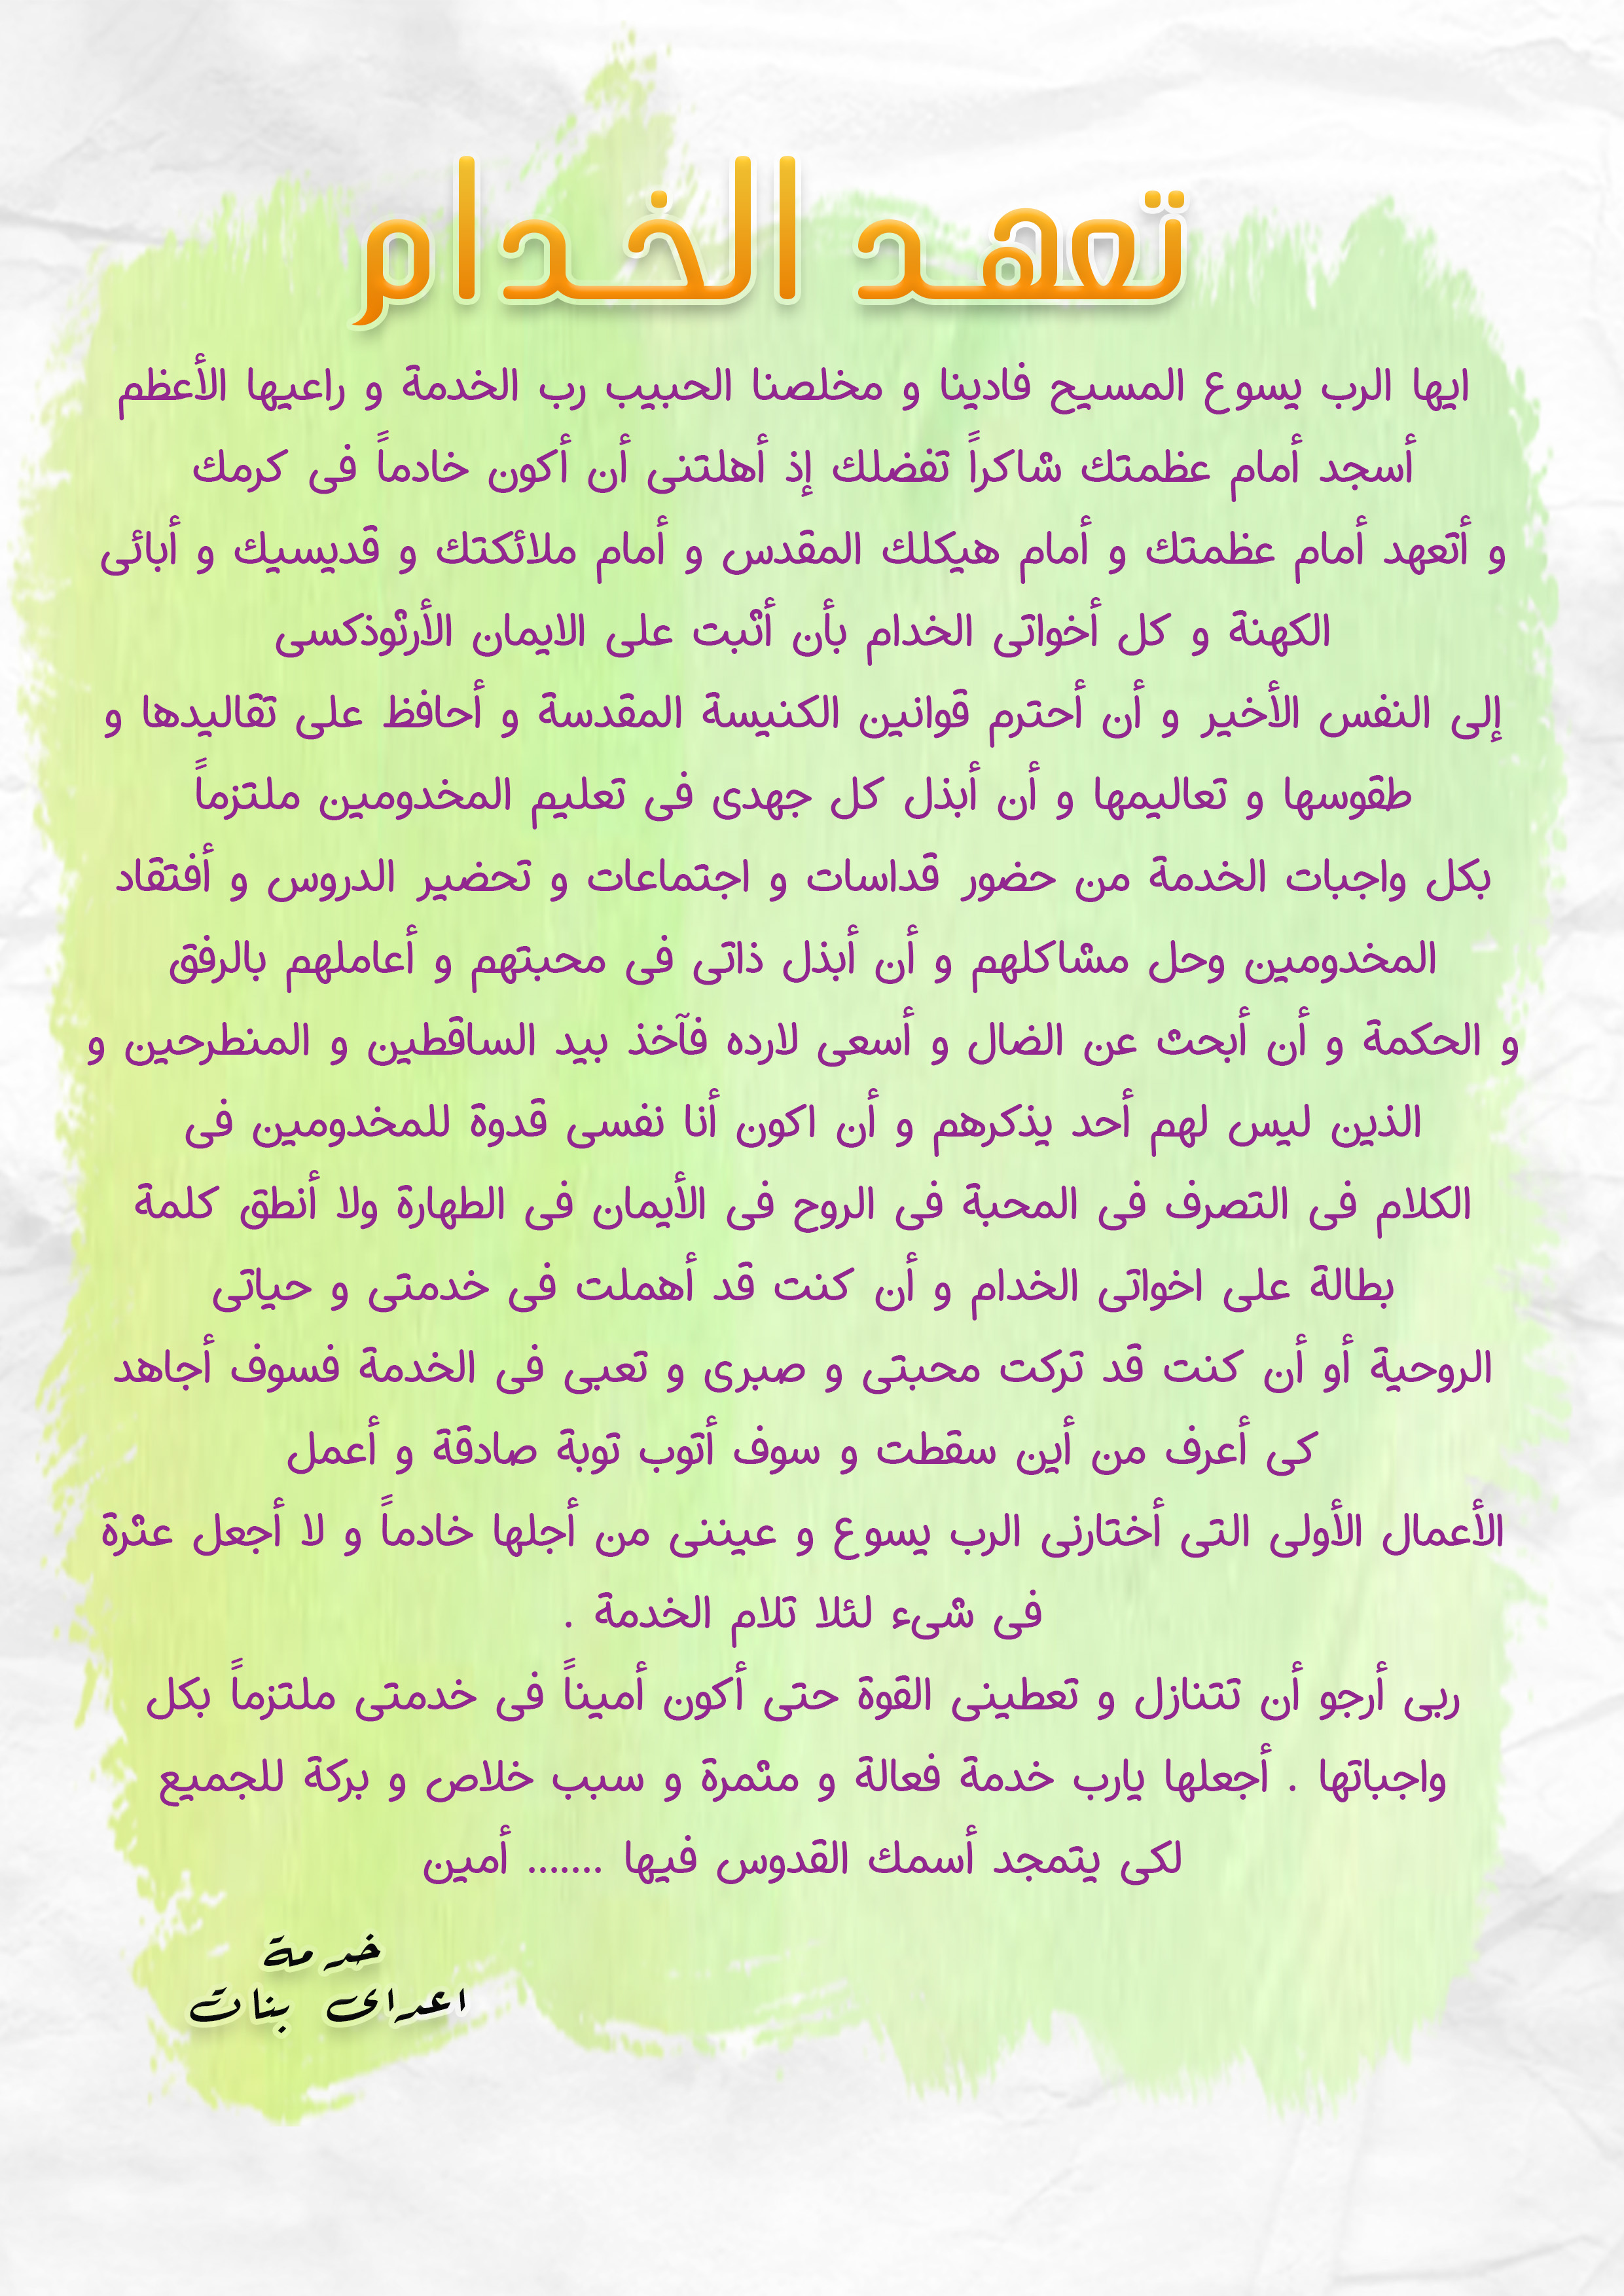 تعهد الخدام
ايها الرب يسوع المسيح فادينا و مخلصنا الحبيب رب الخدمة و راعيها الأعظم
أسجد أمام عظمتك شاكراً تفضلك إذ أهلتنى أن أكون خادماً فى كرمك
و أتعهد أمام عظمتك و أمام هيكلك المقدس و أمام ملائكتك و قديسيك و أبائى
الكهنة و كل أخواتى الخدام بأن أثبت على الايمان الأرثوذكسى
إلى النفس الأخير و أن أحترم قوانين الكنيسة المقدسة و أحافظ على تقاليدها و
طقوسها و تعاليمها و أن أبذل كل جهدى فى تعليم المخدومين ملتزماً
بكل واجبات الخدمة من حضور قداسات و اجتماعات و تحضير الدروس و أفتقاد
المخدومين وحل مشاكلهم و أن أبذل ذاتى فى محبتهم و أعاملهم بالرفق
و الحكمة و أن أبحث عن الضال و أسعى لارده فآخذ بيد الساقطين و المنطرحين و
الذين ليس لهم أحد يذكرهم و أن اكون أنا نفسى قدوة للمخدومين فى
الكلام فى التصرف فى المحبة فى الروح فى الأيمان فى الطهارة ولا أنطق كلمة
بطالة على اخواتى الخدام و أن كنت قد أهملت فى خدمتى و حياتى
الروحية أو أن كنت قد تركت محبتى و صبرى و تعبى فى الخدمة فسوف أجاهد
كى أعرف من أين سقطت و سوف أتوب توبة صادقة و أعمل
الأعمال الأولى التى أختارنى الرب يسوع و عيننى من أجلها خادماً و لا أجعل عثرة
فى شىء لئلا تلام الخدمة .
ربى أرجو أن تتنازل و تعطينى القوة حتى أكون أميناً فى خدمتى ملتزماً بكل
واجباتها . أجعلها يارب خدمة فعالة و مثمرة و سبب خلاص و بركة للجميع
لكى يتمجد أسمك القدوس فيها ....... أمين
خدمة
اعدادى بنات